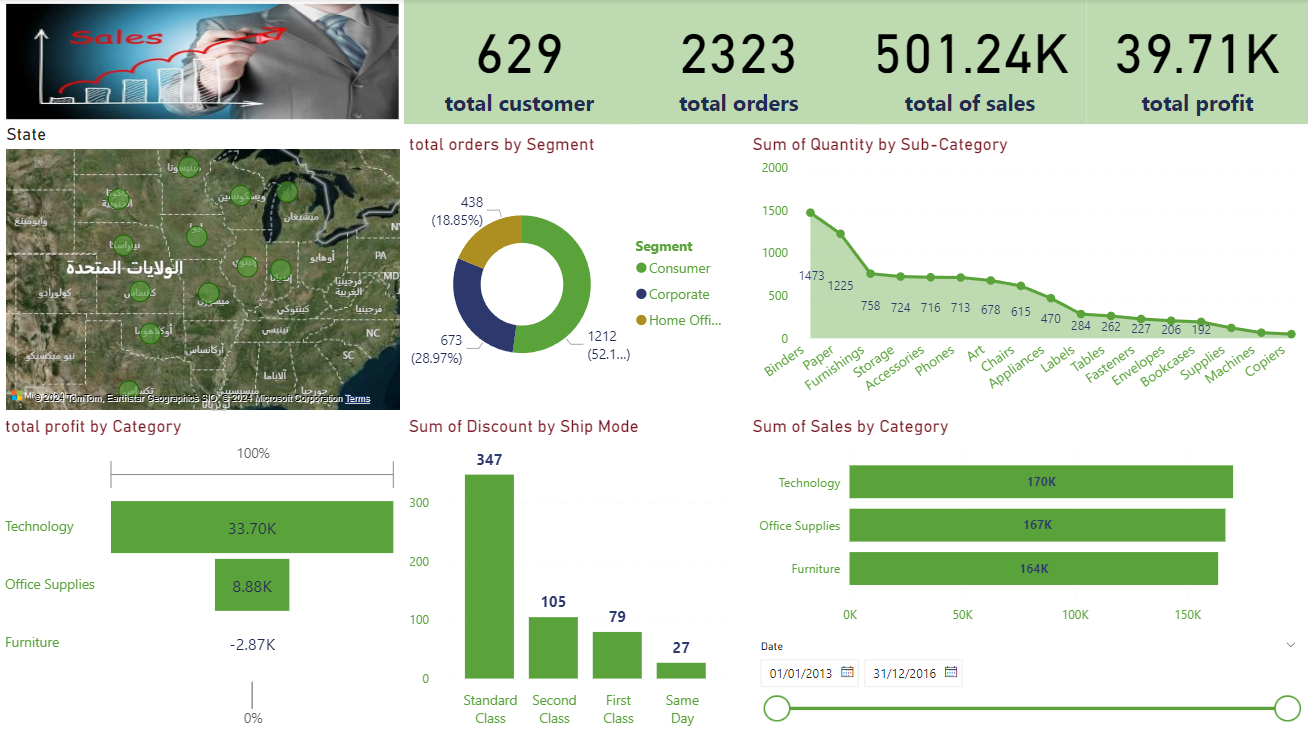 Sales
629
total customer
2323
total orders
501.24K
total of sales
39.71K
total profit
State
مينيسوتا
ويسكونسين
ميشيغان
وايومينغ
أيوا
نبراسكا
NY
PA
أوهايو
إلينوي
إنديانا
الولايات المتحدة
MD
فرجينيا
الغربية
كولورادو
كانساس
ميسوري
فرجينيا
كنتوكي
أوكلاهوما
تينيسي
NC
أركانساس
نيو مكسيكو
SC
ألاباما
تكساس
ميسيسيبي
جورجيا
© 2024 TomTom, Earthstar Geographics SIO, © 2024 Microsoft Corporation Terms
total orders by Segment
438
(18.85%)
673
(28.97%)
1212
(52.1...)
Segment
Consumer
Corporate
Home Offi...
Sum of Quantity by Sub-Category
2000
1500
1000
500
0
1473
1225
758
724
716
713
678
615
470
284
262
227
206
192
Binders
Paper
Furnishings
Storage
Accessories
Phones
Art
Chairs
Appliances
Labels
Tables
Fasteners
Envelopes
Bookcases
Supplies
Machines
Copiers
total profit by Category
100%
Technology
33.70K
Office Supplies
8.88K
Furniture
-2.87K
0%
Sum of Discount by Ship Mode
300
200
100
0
347
105
79
27
Standard
Class
Second
Class
First
Class
Same
Day
Sum of Sales by Category
Technology
170K
Office Supplies
167K
Furniture
164K
0K
50K
100K
150K
Date
01/01/2013
31/12/2016